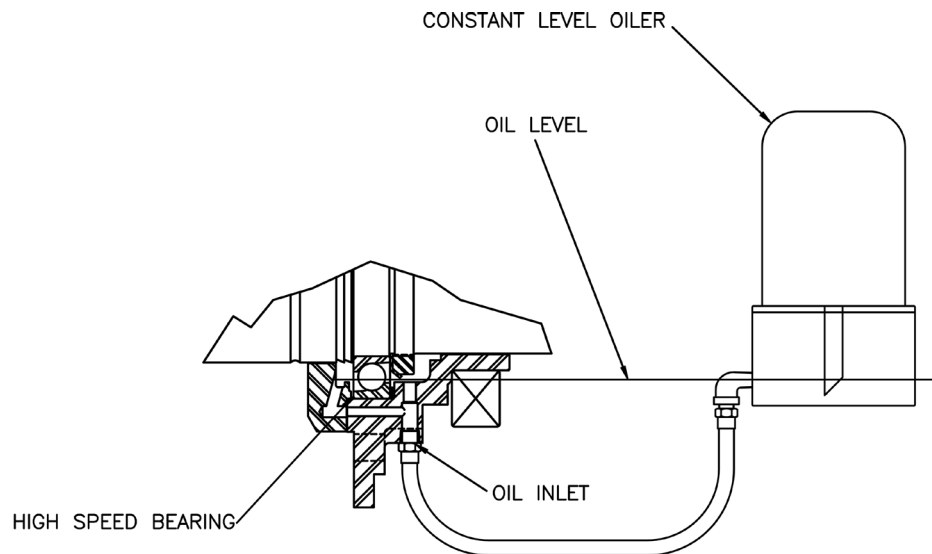 CONSTANT LEVEL OILER
OIL LEVEL
OIL INLET
HIGH SPEED BEARING